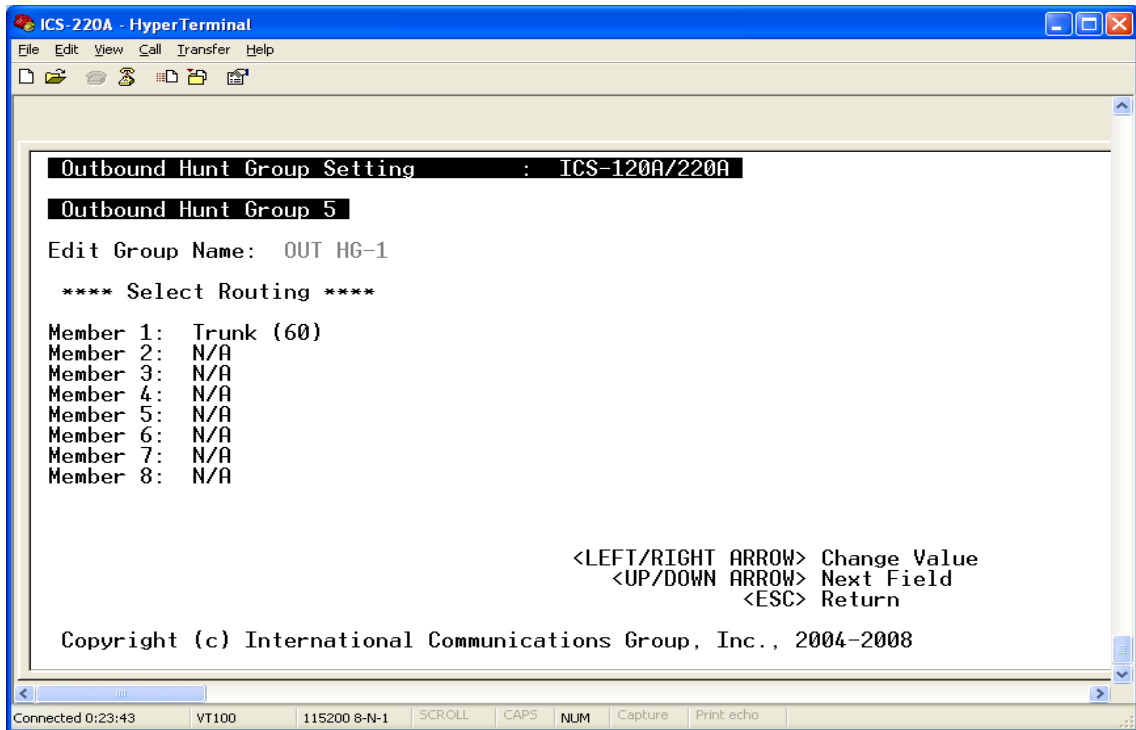 ICS-220A - HyperTerminal
File Edit View Call Transfer Help
Outbound Hunt Group Setting : ICS-120A/220A
Outbound Hunt Group 5
Edit Group Name: OUT HG-1
**** Select Routing ****
Member 1: Trunk (60)
Member 2: N/A
Member 3: N/A
Member 4: N/A
Member 5: N/A
Member 6: N/A
Member 7: N/A
Member 8: N/A
<LEFT/RIGHT ARROW> Change Value
<UP/DOWN ARROW> Next Field
<ESC> Return
Copyright (c) International Communications Group, Inc., 2004-2008
Connected 0:23:43 VT100 115200 8-N-1 SCROLL CAPS NUM Capture Print echo